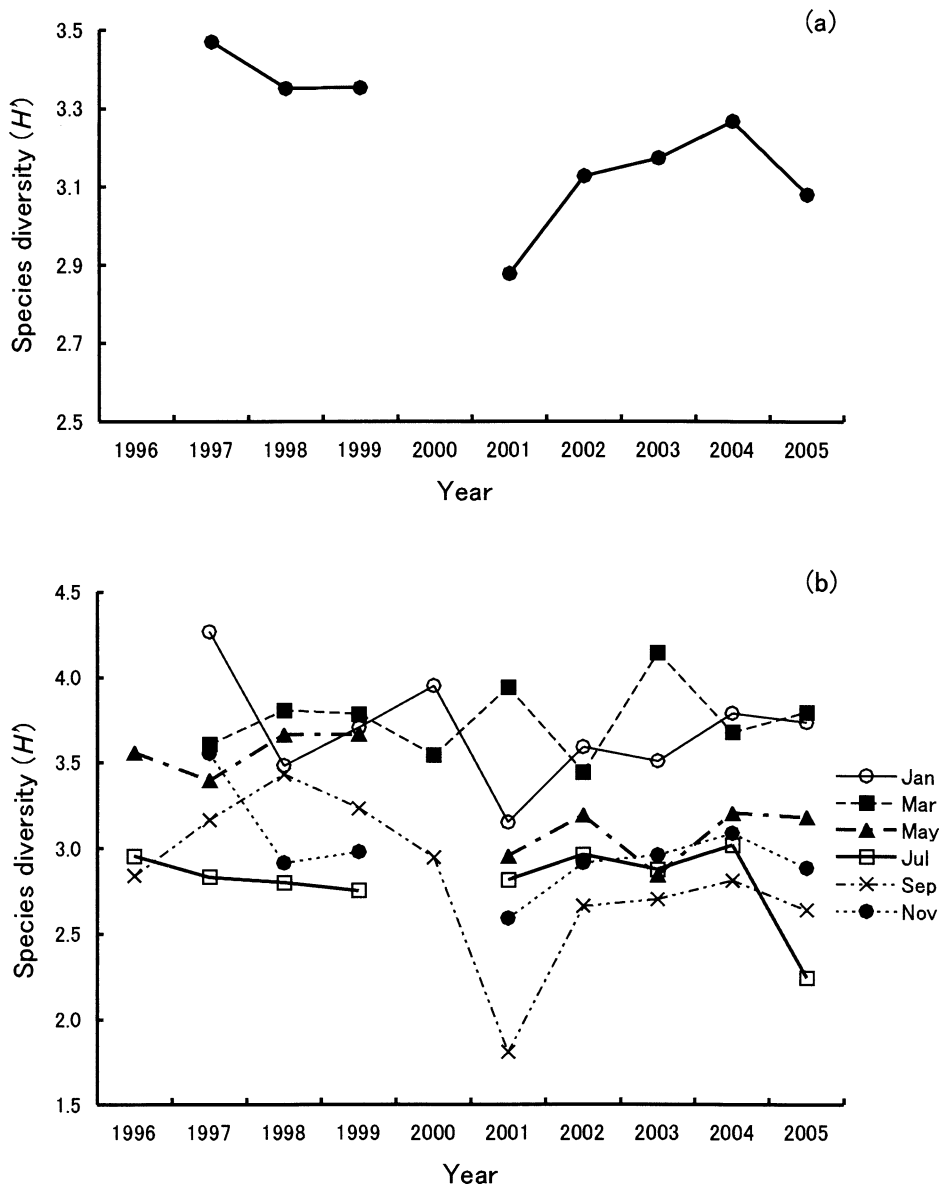 (a)
Species diversity (H')
3.5
3.3
3.1
2.9
2.7
2.5
1996 1997 1998 1999 2000 2001 2002 2003 2004 2005
Year
(b)
Species diversity (H')
4.5
4.0
3.5
3.0
2.5
2.0
1.5
Jan
Mar
May
Jul
Sep
Nov
1996 1997 1998 1999 2000 2001 2002 2003 2004 2005
Year